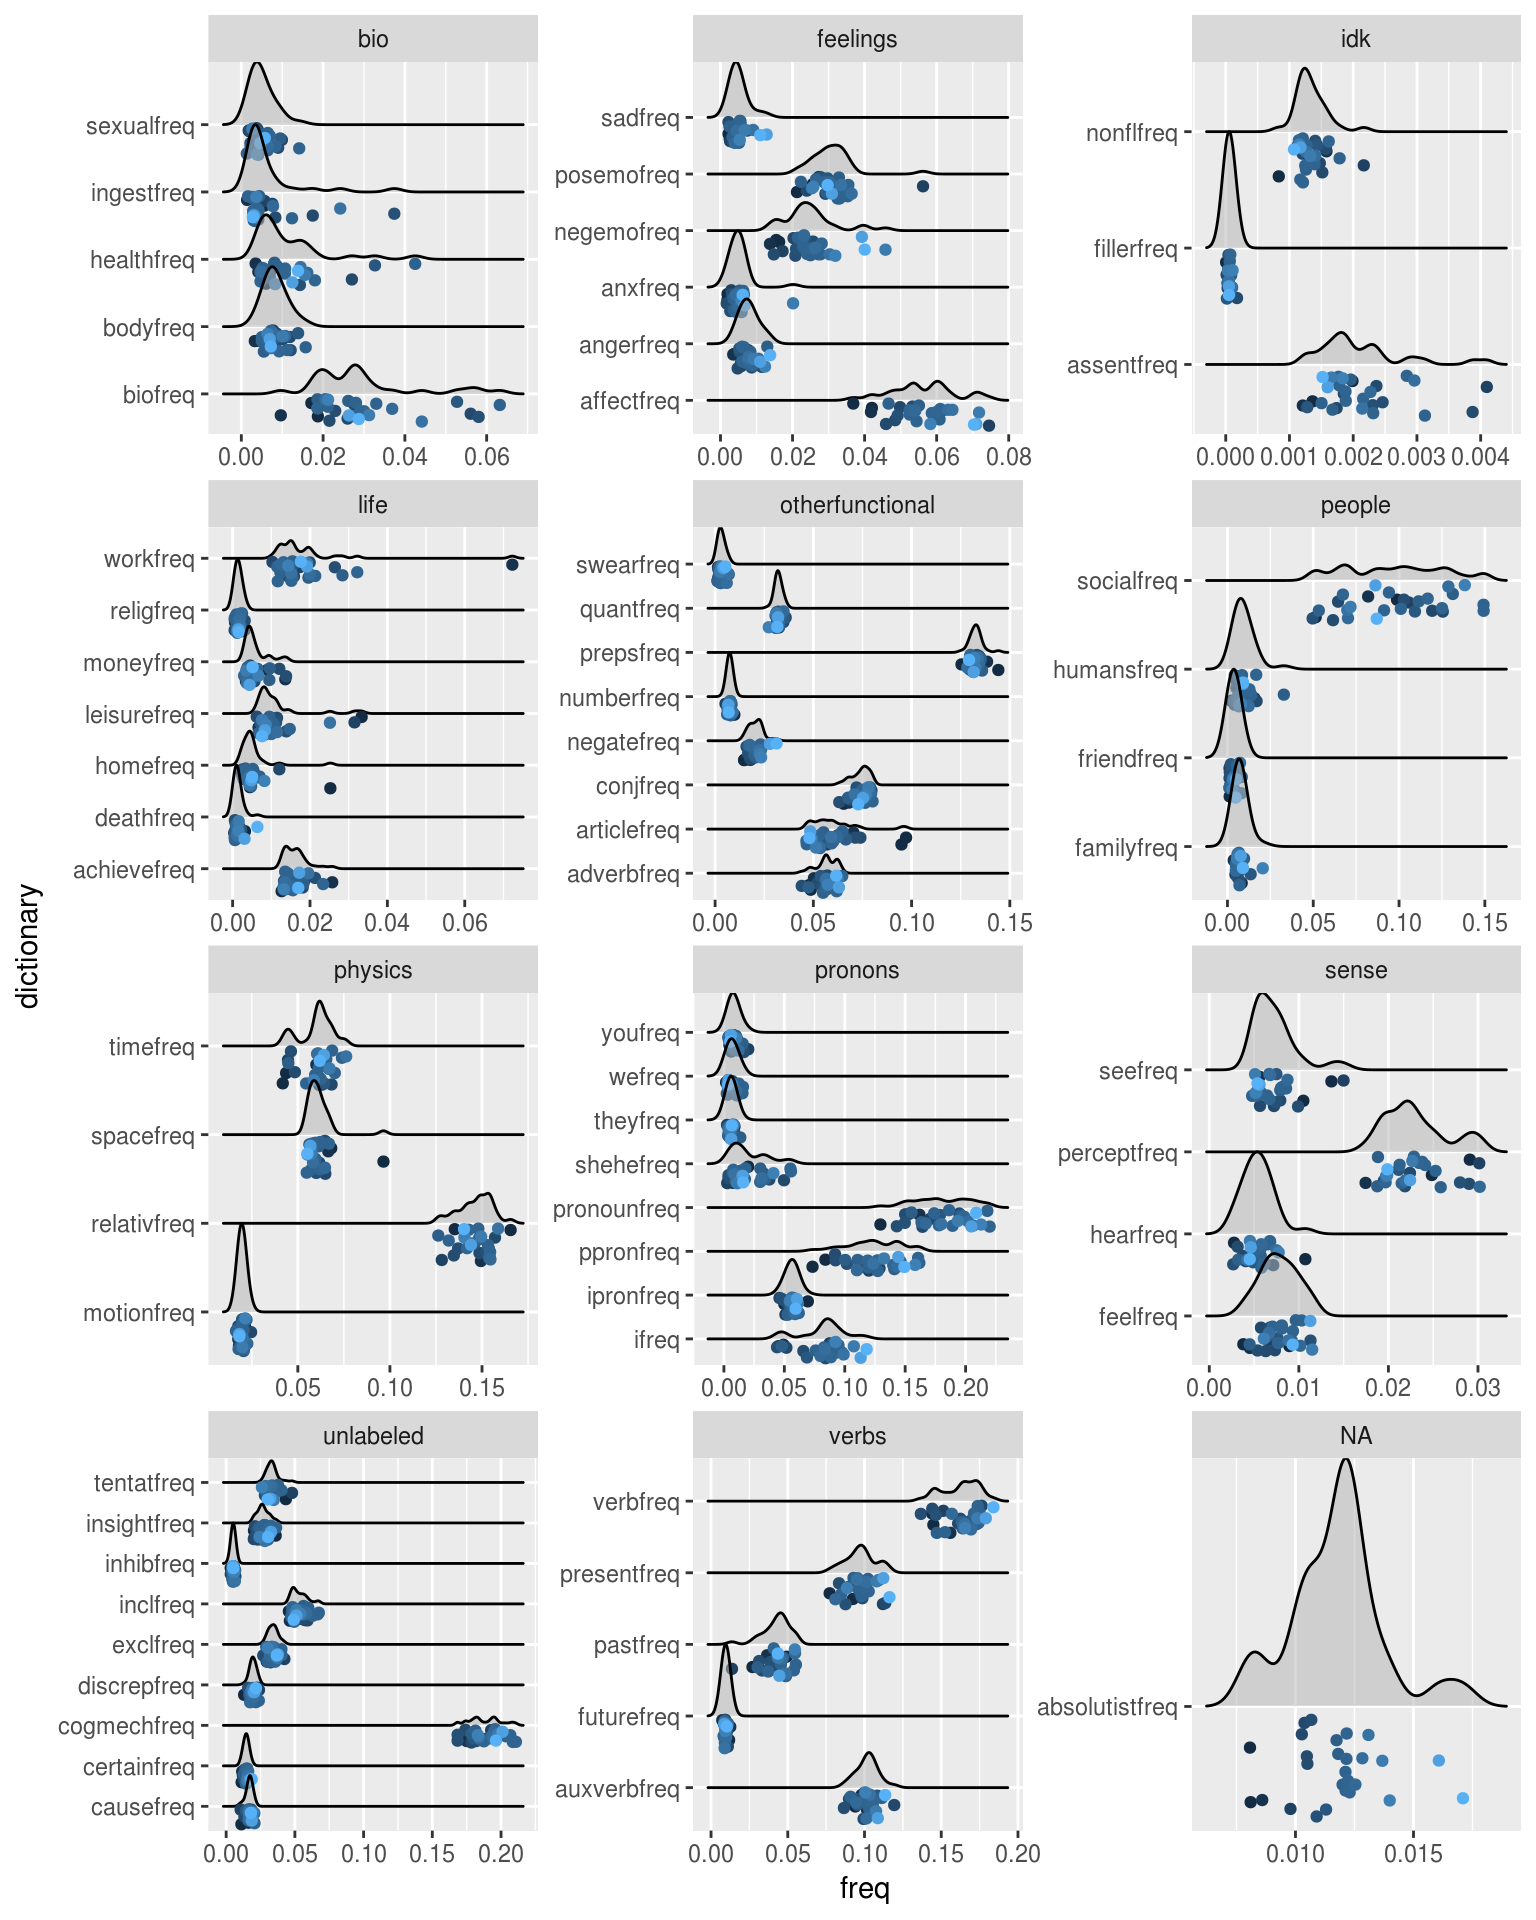 bio
feelings
idk
sexualfreq
ingestfreq
healthfreq
bodyfreq
biofreq
0.00 0.02 0.04 0.06
sadfreq
posemofreq
negemofreq
anxfreq
angerfreq
affectfreq
0.00 0.02 0.04 0.06 0.08
nonflfreq
fillerfreq
assentfreq
0.000 0.001 0.002 0.003 0.004
life
otherfunctional
people
workfreq
religfreq
moneyfreq
leisurefreq
homefreq
deathfreq
achievefreq
0.00 0.02 0.04 0.06
swearfreq
quantfreq
prepsfreq
numberfreq
negatefreq
conjfreq
articlefreq
adverbfreq
0.00 0.05 0.10 0.15
socialfreq
humansfreq
friendfreq
familyfreq
0.00 0.05 0.10 0.15
dictionary
physics
pronons
sense
timefreq
spacefreq
relativfreq
motionfreq
0.05 0.10 0.15
youfreq
wefreq
theyfreq
shehefreq
pronounfreq
ppronfreq
ipronfreq
ifreq
0.00 0.05 0.10 0.15 0.20
seefreq
perceptfreq
hearfreq
feelfreq
0.00 0.01 0.02 0.03
unlabeled
verbs
NA
tentatfreq
insightfreq
inhibfreq
inclfreq
exclfreq
discrepfreq
cogmechfreq
certainfreq
causefreq
0.00 0.05 0.10 0.15 0.20
verbfreq
presentfreq
pastfreq
futurefreq
auxverbfreq
0.00 0.05 0.10 0.15 0.20
absolutistfreq
0.010 0.015
freq